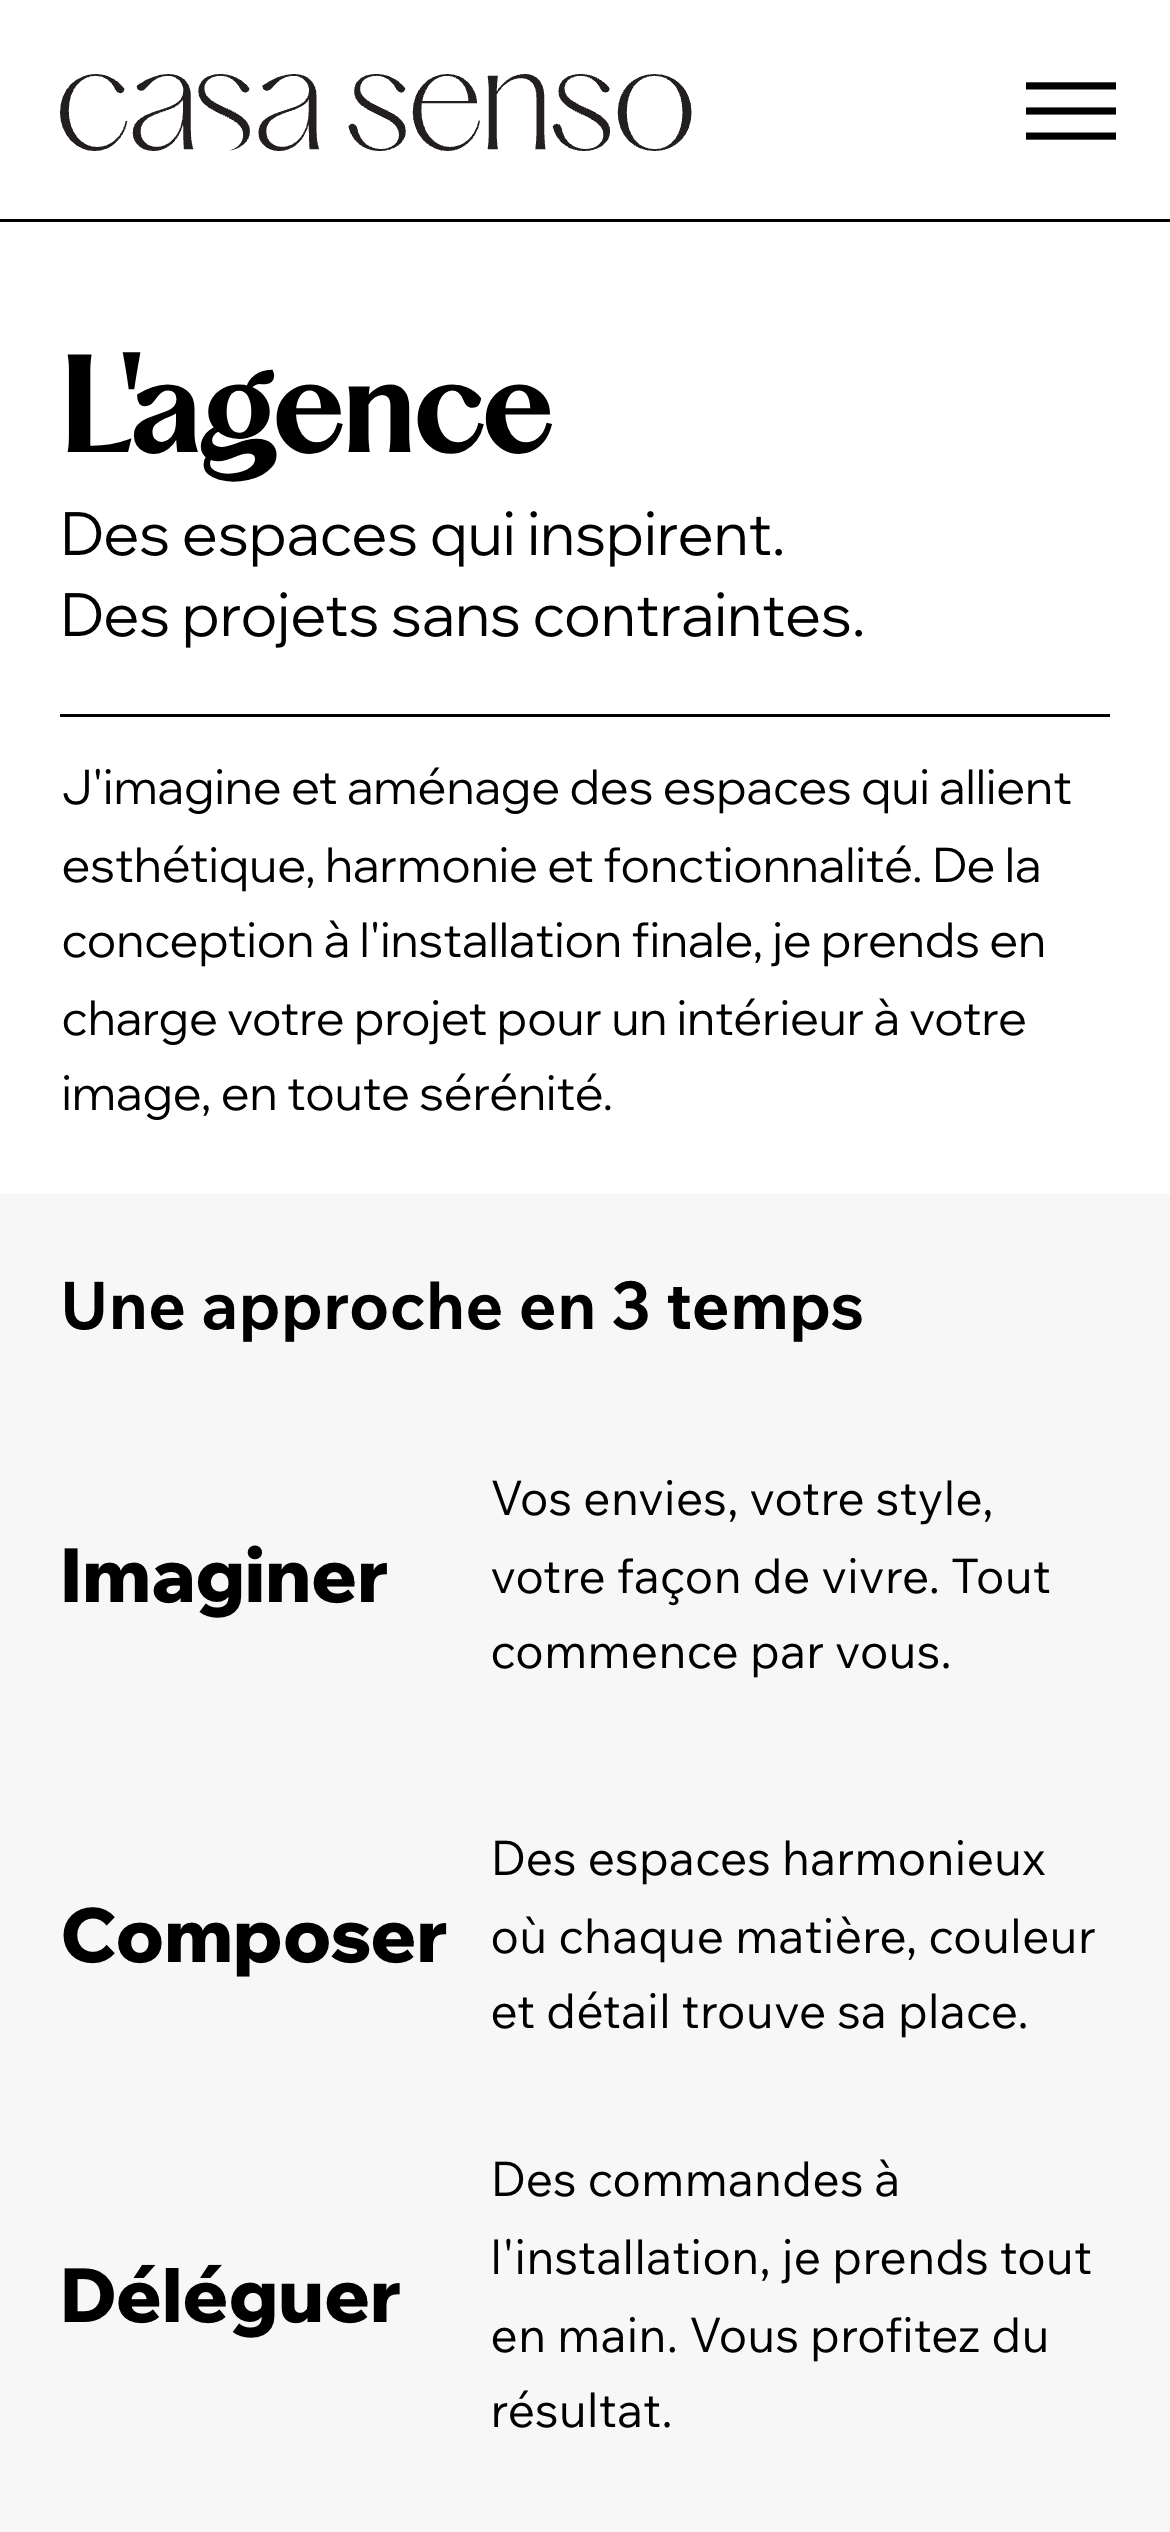 casa senso
L'agence
Des espaces qui inspirent.
Des projets sans contraintes.
J'imagine et aménage des espaces qui allient
esthétique, harmonie et fonctionnalité. De la
conception à l'installation finale, je prends en
charge votre projet pour un intérieur à votre
image, en toute sérénité.
Une approche en 3 temps
Imaginer
Vos envies, votre style,
votre façon de vivre. Tout
commence par vous.
Composer
Des espaces harmonieux
où chaque matière, couleur
et détail trouve sa place.
Déléguer
Des commandes à
l'installation, je prends tout
en main. Vous profitez du
résultat.